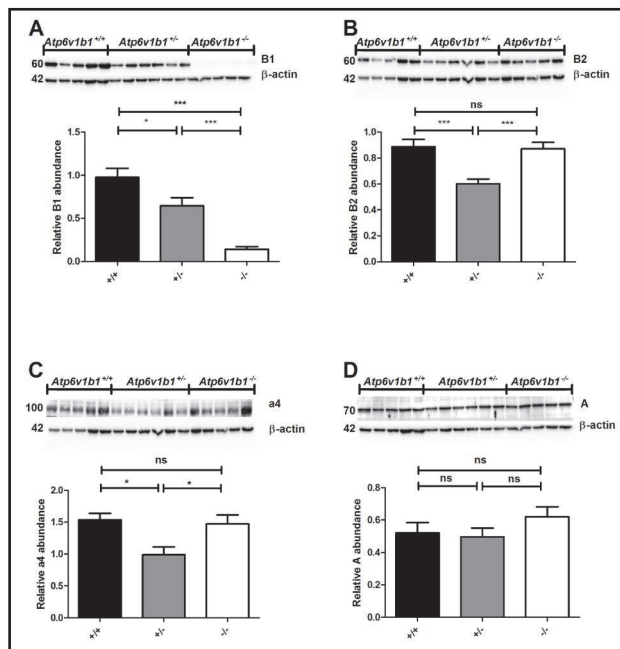 A
Atp6v1b1+/+ Atp6v1b1+/- Atp6v1b1-/-
60 B1
42 β-actin
***
* ***
Relative B1 abundance
1.5
1.0
0.5
0.0
+/+ +/- -/-
B
Atp6v1b1+/+ Atp6v1b1+/- Atp6v1b1-/-
60 B2
42 β-actin
ns
*** ***
Relative B2 abundance
1.0
0.8
0.6
0.4
0.2
0.0
+/+ +/- -/-
C
Atp6v1b1+/+ Atp6v1b1+/- Atp6v1b1-/-
100 a4
42 β-actin
ns
* *
Relative a4 abundance
2.0
1.5
1.0
0.5
0.0
+/+ +/- -/-
D
Atp6v1b1+/+ Atp6v1b1+/- Atp6v1b1-/-
70 A
42 β-actin
ns
ns ns
Relative A abundance
0.8
0.6
0.4
0.2
0.0
+/+ +/- -/-